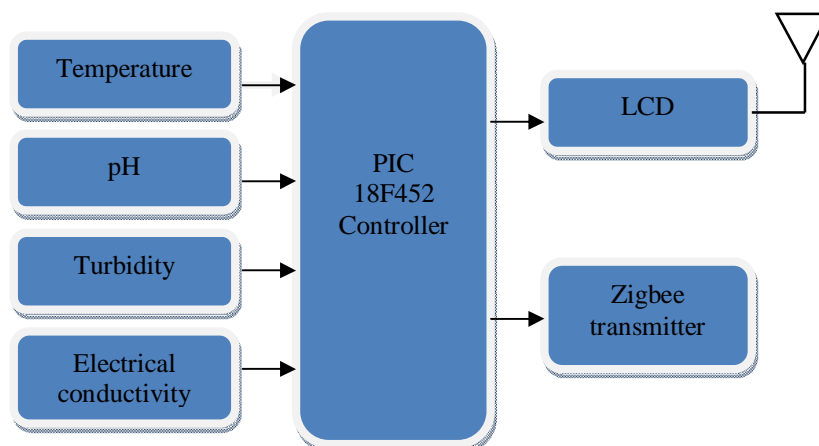 Temperature
pH
Turbidity
Electrical
conductivity
PIC
18F452
Controller
LCD
Zigbee
transmitter